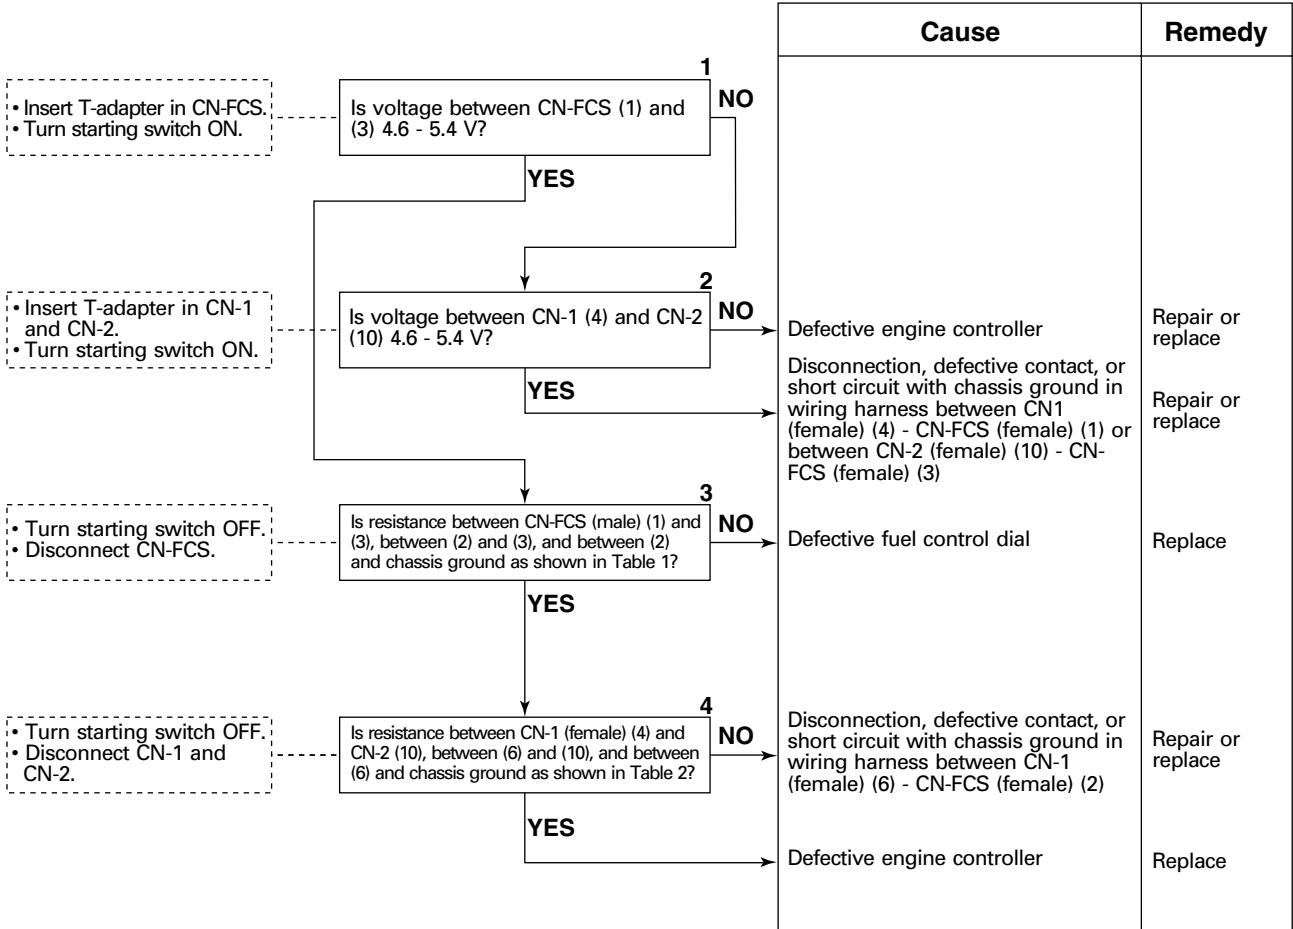 Cause
Remedy
1
• Insert T-adapter in CN-FCS.
• Turn starting switch ON.
Is voltage between CN-FCS (1) and
(3) 4.6 - 5.4 V?
NO
YES
2
• Insert T-adapter in CN-1
and CN-2.
• Turn starting switch ON.
Is voltage between CN-1 (4) and CN-2
(10) 4.6 - 5.4 V?
NO
Defective engine controller
Repair or
replace
YES
Disconnection, defective contact, or
short circuit with chassis ground in
wiring harness between CN1
(female) (4) - CN-FCS (female) (1) or
between CN-2 (female) (10) - CN-
FCS (female) (3)
Repair or
replace
3
• Turn starting switch OFF.
• Disconnect CN-FCS.
Is resistance between CN-FCS (male) (1) and
(3), between (2) and (3), and between (2)
and chassis ground as shown in Table 1?
NO
Defective fuel control dial
Replace
YES
4
• Turn starting switch OFF.
• Disconnect CN-1 and
CN-2.
Is resistance between CN-1 (female) (4) and
CN-2 (10), between (6) and (10), and between
(6) and chassis ground as shown in Table 2?
NO
Disconnection, defective contact, or
short circuit with chassis ground in
wiring harness between CN-1
(female) (6) - CN-FCS (female) (2)
Repair or
replace
YES
Defective engine controller
Replace